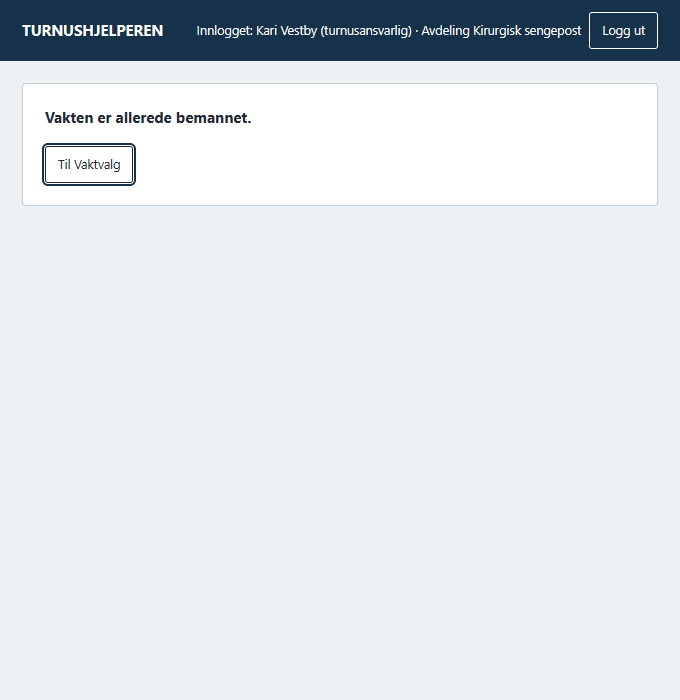 TURNUSHJELPEREN
Innlogget: Kari Vestby (turnusansvarlig) · Avdeling Kirurgisk sengepost
Logg ut
Vakten er allerede bemannet.
Til Vaktvalg